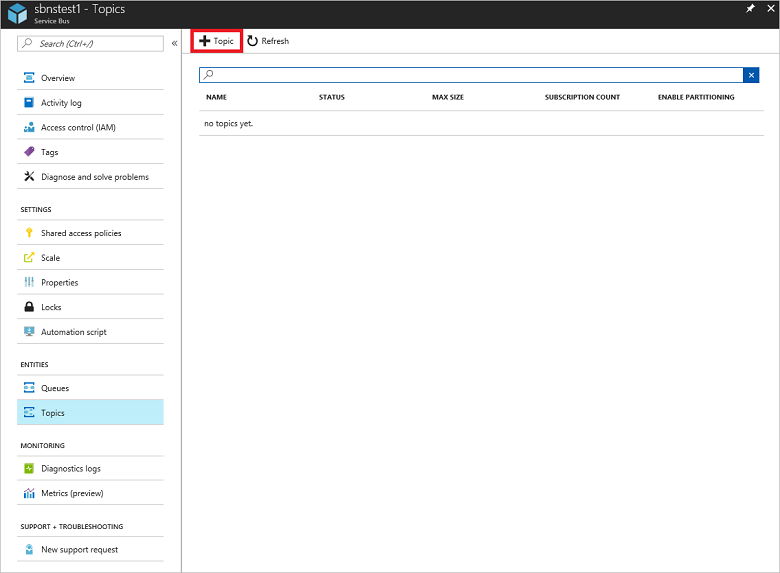 sbnstest1 - Topics
Service Bus
Search (Ctrl+/)
«
Overview
Activity log
Access control (IAM)
Tags
Diagnose and solve problems
SETTINGS
Shared access policies
Scale
Properties
Locks
Automation script
ENTITIES
Queues
Topics
MONITORING
Diagnostics logs
Metrics (preview)
SUPPORT + TROUBLESHOOTING
New support request
Topic Refresh
NAME STATUS MAX SIZE SUBSCRIPTION COUNT ENABLE PARTITIONING
no topics yet.